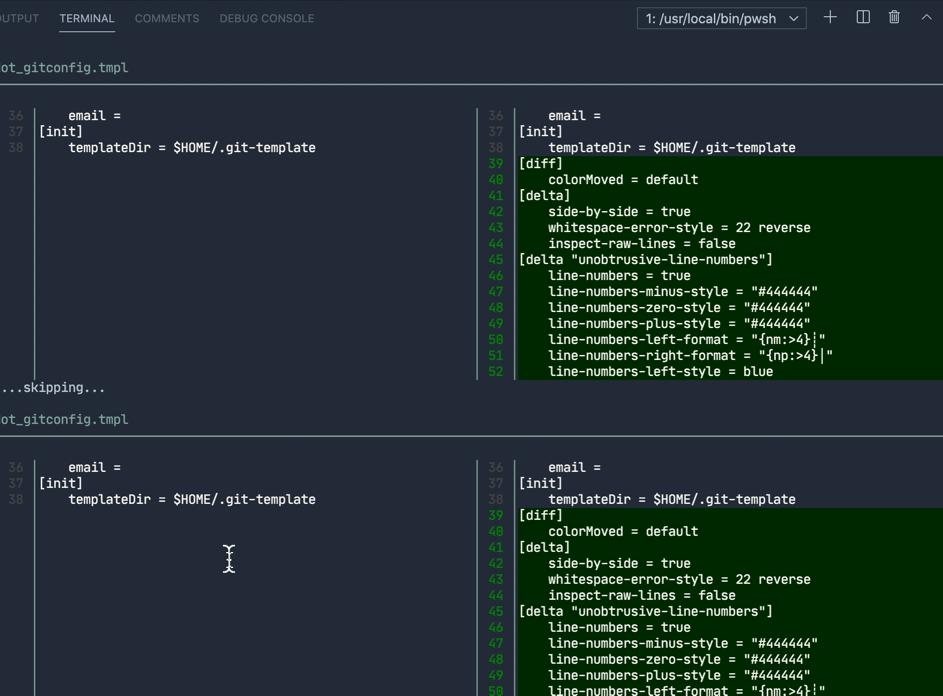 OUTPUT TERMINAL COMMENTS DEBUG CONSOLE 1: /usr/local/bin/pwsh
ot_gitconfig.tmpl
36 email = 36 email =
37 [init] 37 [init]
38 templateDir = $HOME/.git-template 38 templateDir = $HOME/.git-template
39 [diff]
40 colorMoved = default
41 [delta]
42 side-by-side = true
43 whitespace-error-style = 22 reverse
44 inspect-raw-lines = false
45 [delta "unobtrusive-line-numbers"]
46 line-numbers = true
47 line-numbers-minus-style = "#444444"
48 line-numbers-zero-style = "#444444"
49 line-numbers-plus-style = "#444444"
50 line-numbers-left-format = "{nm:>4}┊"
51 line-numbers-right-format = "{np:>4}│"
52 line-numbers-left-style = blue
...skipping...
ot_gitconfig.tmpl
36 email = 36 email =
37 [init] 37 [init]
38 templateDir = $HOME/.git-template 38 templateDir = $HOME/.git-template
39 [diff]
40 colorMoved = default
41 [delta]
42 side-by-side = true
43 whitespace-error-style = 22 reverse
44 inspect-raw-lines = false
45 [delta "unobtrusive-line-numbers"]
46 line-numbers = true
47 line-numbers-minus-style = "#444444"
48 line-numbers-zero-style = "#444444"
49 line-numbers-plus-style = "#444444"
50 line-numbers-left-format = "{nm:>4}┊"